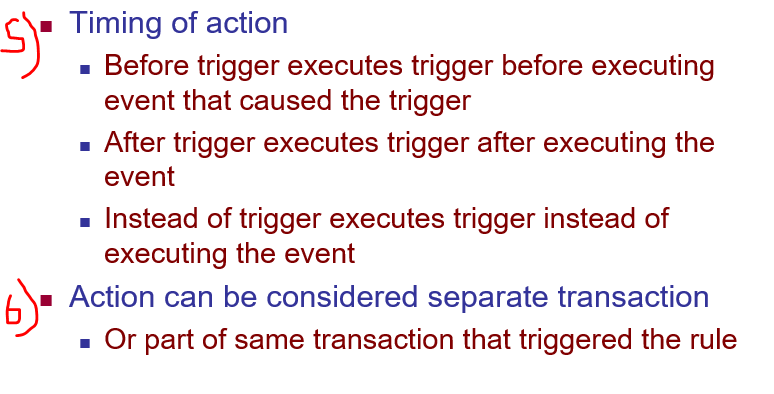 5) Timing of action
Before trigger executes trigger before executing
event that caused the trigger
After trigger executes trigger after executing the
event
Instead of trigger executes trigger instead of
executing the event
6) Action can be considered separate transaction
Or part of same transaction that triggered the rule